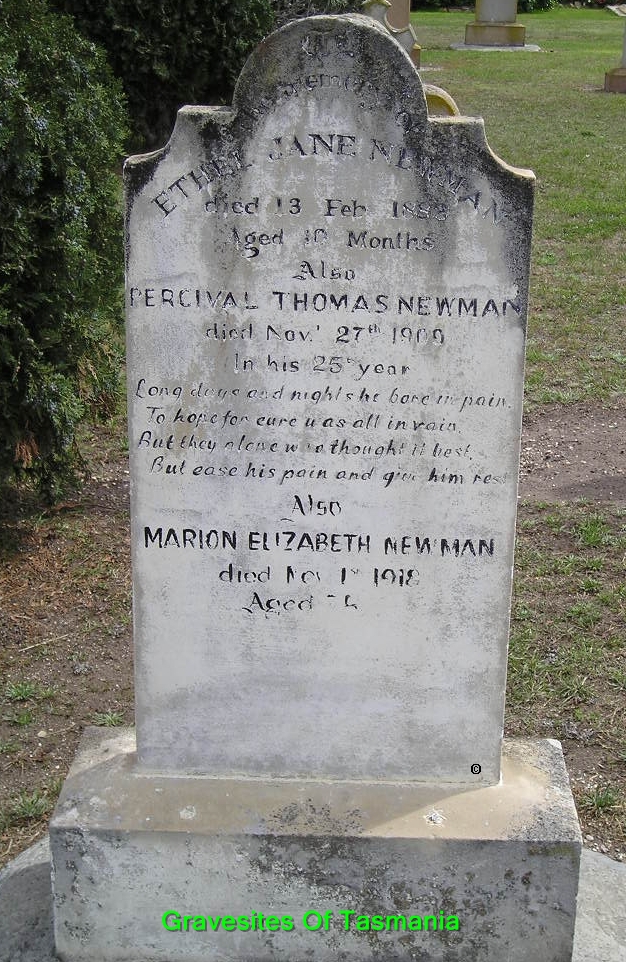 In
Memory of
ETHEL JANE NEWMAN
died 13 Feb 1883
Aged 10 Months
Also
PERCIVAL THOMAS NEWMAN
died Nov. 27th 1909
In his 25th year
Long days and nights he bore in pain.
To hope for cure was all in vain.
But they alone thought it best.
But ease his pain and give him rest
Also
MARION ELIZABETH NEWMAN
died Nov 1st 1918
Aged
©
Gravesites Of Tasmania